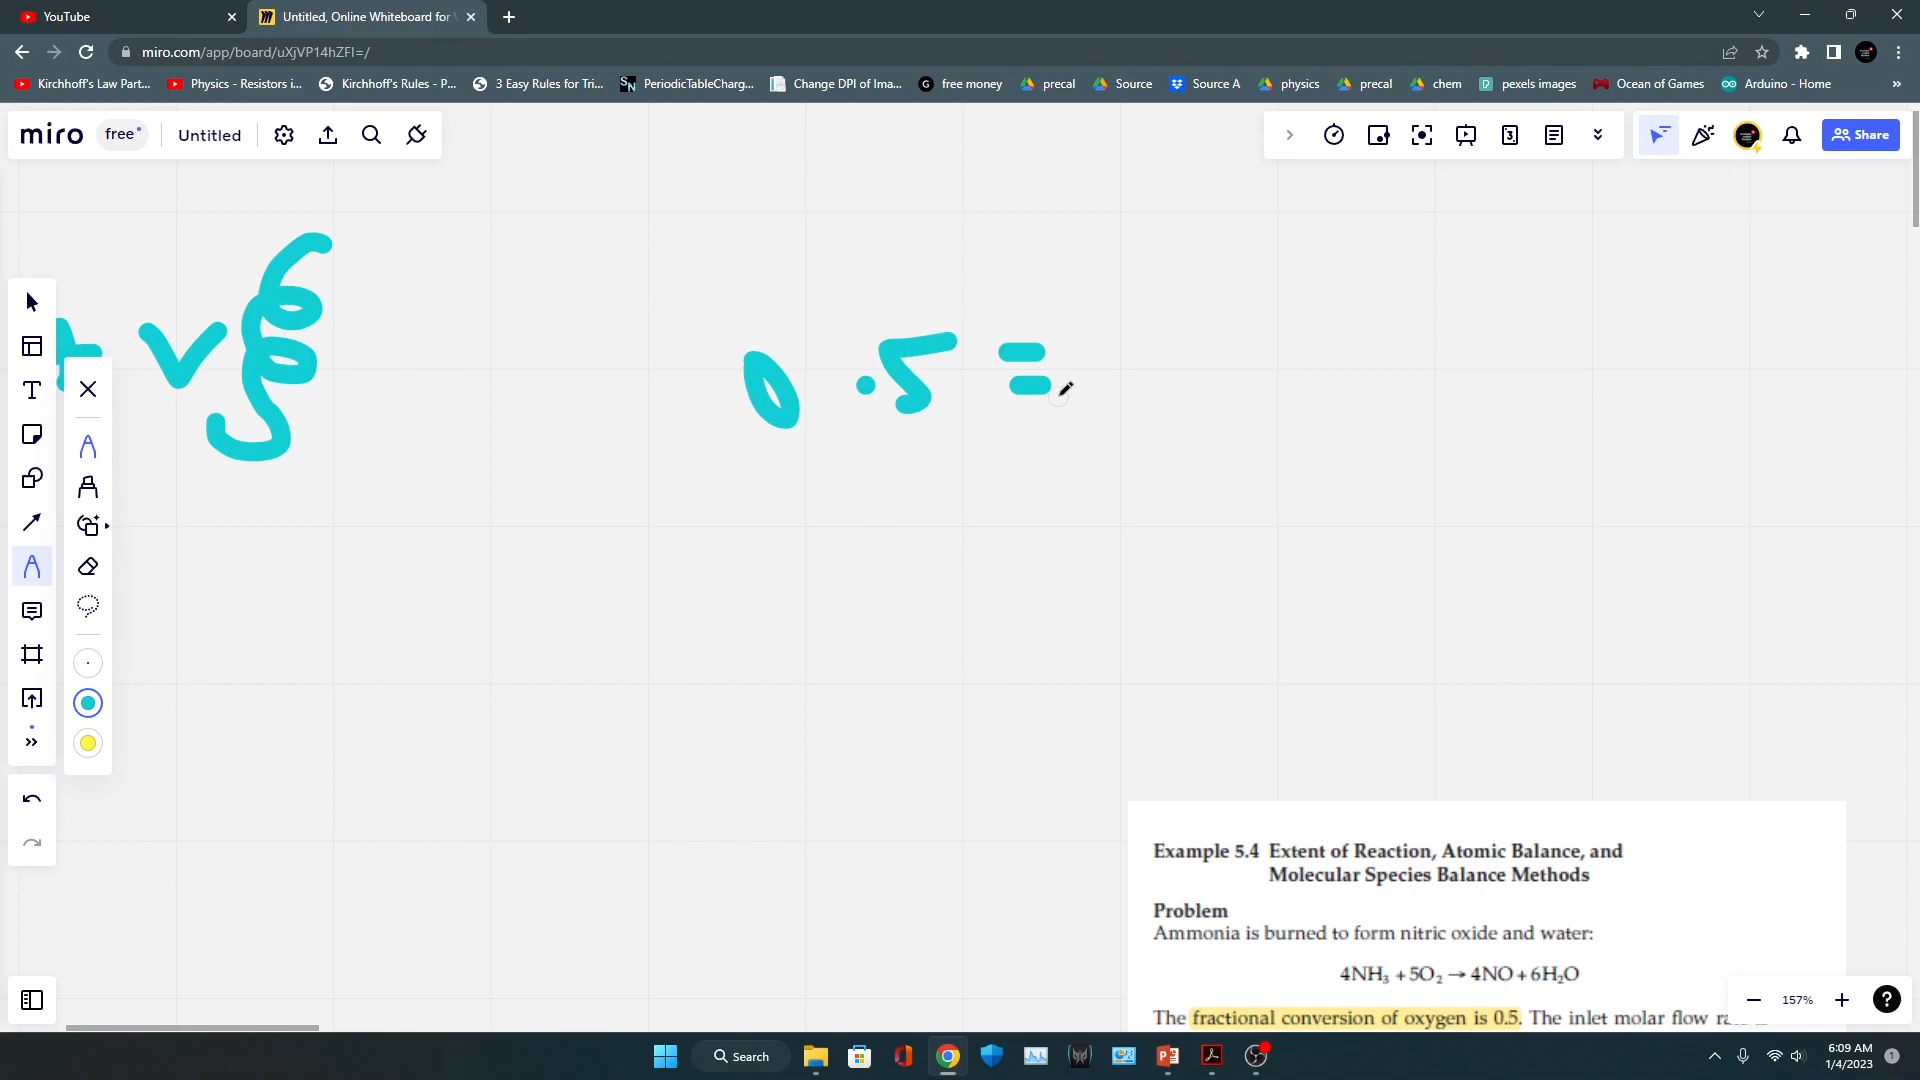 YouTube
Untitled, Online Whiteboard for
miro.com/app/board/uXjVP14hZFI=/
Kirchhoff's Law Part...
Physics - Resistors i...
Kirchhoff's Rules - P...
3 Easy Rules for Tri...
PeriodicTableCharg...
Change DPI of Ima...
free money
precal
Source
Source A
physics
precal
chem
pexels images
Ocean of Games
Arduino - Home
miro
free
Untitled
Share
v ξ
0 .5 =
Example 5.4 Extent of Reaction, Atomic Balance, and
Molecular Species Balance Methods
Problem
Ammonia is burned to form nitric oxide and water:
4NH₃ + 5O₂ → 4NO + 6H₂O
The fractional conversion of oxygen is 0.5. The inlet molar flow
157%
Search
6:09 AM
1/4/2023
1